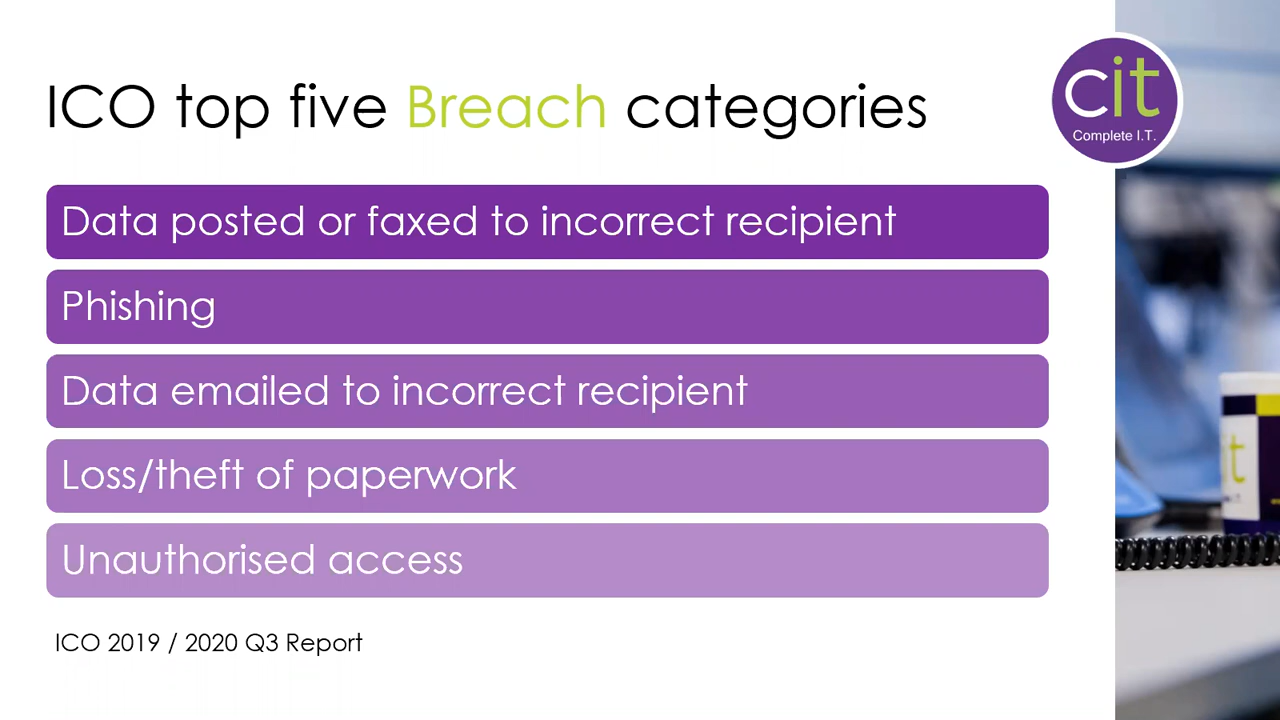 ICO top five Breach categories
cit
Complete I.T.
Data posted or faxed to incorrect recipient
Phishing
Data emailed to incorrect recipient
Loss/theft of paperwork
Unauthorised access
it
ICO 2019 / 2020 Q3 Report